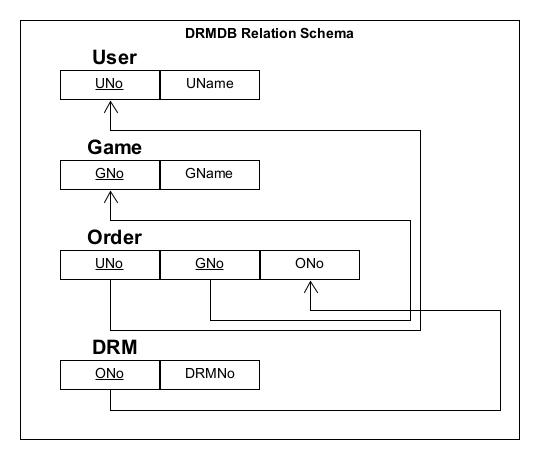 DRMDB Relation Schema
User
UNo UName
Game
GNo GName
Order
UNo GNo ONo
DRM
ONo DRMNo